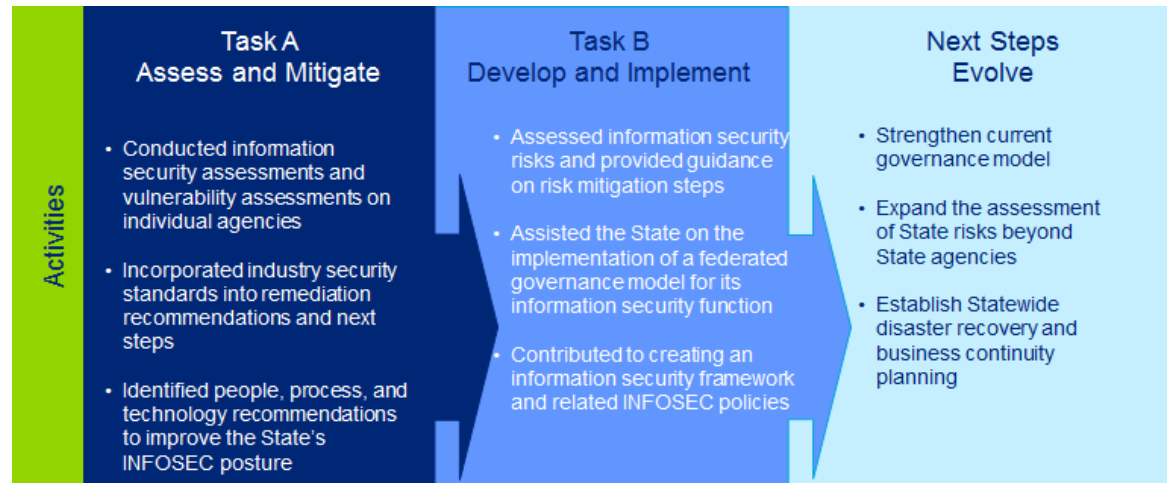 Activities
Task A
Assess and Mitigate
• Conducted information
security assessments and
vulnerability assessments on
individual agencies
• Incorporated industry security
standards into remediation
recommendations and next
steps
• Identified people, process, and
technology recommendations
to improve the State's
INFOSEC posture
Task B
Develop and Implement
• Assessed information security
risks and provided guidance
on risk mitigation steps
• Assisted the State on the
implementation of a federated
governance model for its
information security function
• Contributed to creating an
information security framework
and related INFOSEC policies
Next Steps
Evolve
• Strengthen current
governance model
• Expand the assessment
of State risks beyond
State agencies
• Establish Statewide
disaster recovery and
business continuity
planning